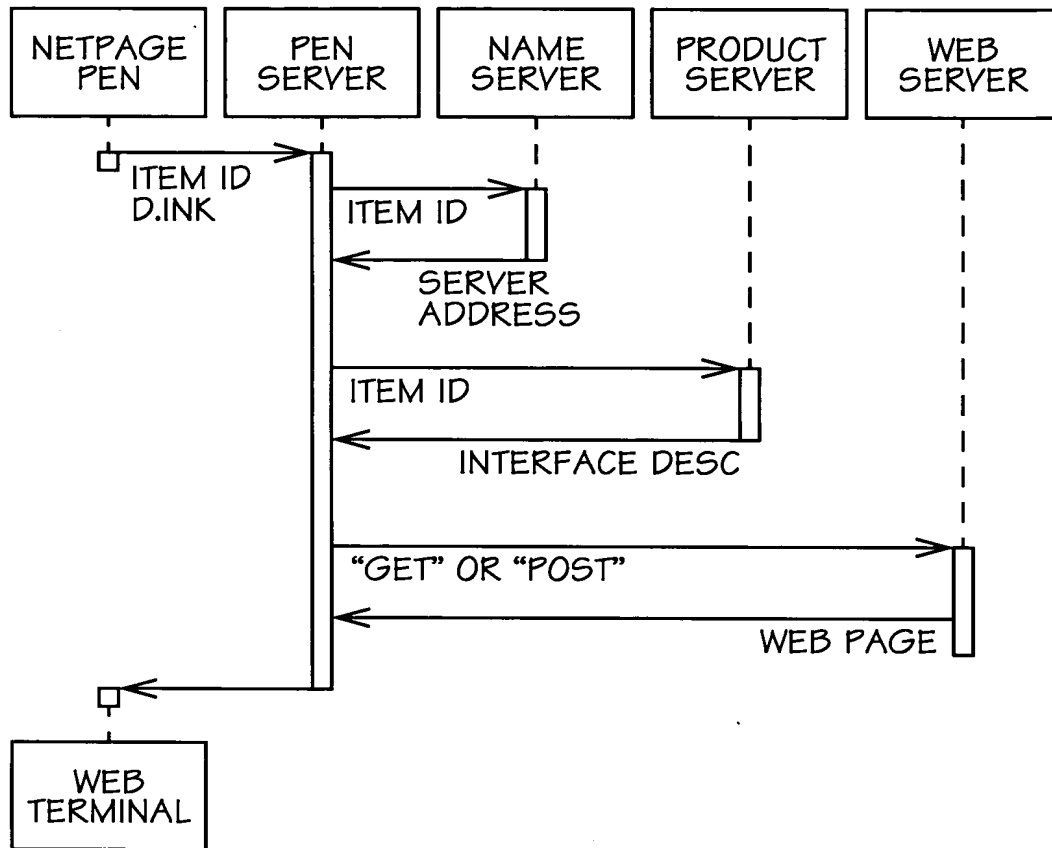 NETPAGE
PEN
PEN
SERVER
NAME
SERVER
PRODUCT
SERVER
WEB
SERVER
ITEM ID
D.INK
ITEM ID
SERVER
ADDRESS
ITEM ID
INTERFACE DESC
“GET” OR “POST”
WEB PAGE
WEB
TERMINAL